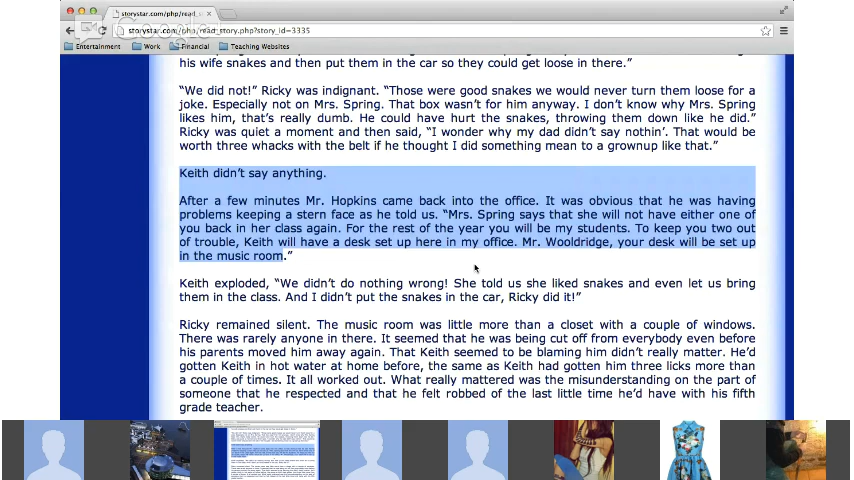 storystar.com/php/read_s
storystar.com/php/read_story.php?story_id=3335
Google
Entertainment Work Financial Teaching Websites
his wife snakes and then put them in the car so they could get loose in there.”
“We did not!” Ricky was indignant. “Those were good snakes we would never turn them loose for a
joke. Especially not on Mrs. Spring. That box wasn’t for him anyway. I don’t know why Mrs. Spring
likes him, that’s really dumb. He could have hurt the snakes, throwing them down like he did.”
Ricky was quiet a moment and then said, “I wonder why my dad didn’t say nothin’. That would be
worth three whacks with the belt if he thought I did something mean to a grownup like that.”
Keith didn’t say anything.
After a few minutes Mr. Hopkins came back into the office. It was obvious that he was having
problems keeping a stern face as he told us. “Mrs. Spring says that she will not have either one of
you back in her class again. For the rest of the year you will be my students. To keep you two out
of trouble, Keith will have a desk set up here in my office. Mr. Wooldridge, your desk will be set up
in the music room.”
Keith exploded, “We didn’t do nothing wrong! She told us she liked snakes and even let us bring
them in the class. And I didn’t put the snakes in the car, Ricky did it!”
Ricky remained silent. The music room was little more than a closet with a couple of windows.
There was rarely anyone in there. It seemed that he was being cut off from everybody even before
his parents moved him away again. That Keith seemed to be blaming him didn’t really matter. He’d
gotten Keith in hot water at home before, the same as Keith had gotten him three licks more than
a couple of times. It all worked out. What really mattered was the misunderstanding on the part of
someone that he respected and that he felt robbed of the last little time he’d have with his fifth
grade teacher.